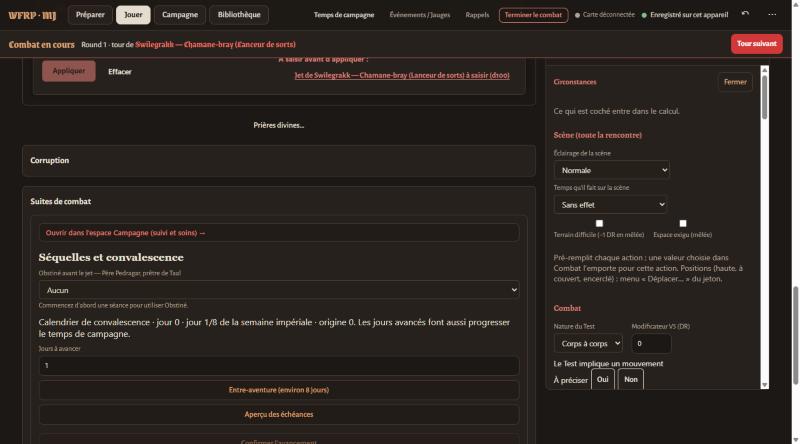 WFRP · MJ
Préparer
Jouer
Campagne
Bibliothèque
Temps de campagne
Événements/Jauges
Rappels
Terminer le combat
Carte déconnectée
Enregistré sur cet appareil
Combat en cours
Round 1 · tour de Swilegrakk — Chamane-bray (Lanceur de sorts)
Tour suivant
À saisir avant d'appliquer :
Appliquer
Effacer
Jet de Swilegrakk — Chamane-bray (Lanceur de sorts) à saisir (d100)
Prières divines…
Corruption
Suites de combat
Ouvrir dans l'espace Campagne (suivi et soins) →
Séquelles et convalescence
Obstiné avant le jet — Père Pedragar, prêtre de Taal
Aucun
Commencez d'abord une séance pour utiliser Obstiné.
Calendrier de convalescence · jour 0 · jour 1/8 de la semaine impériale · origine 0. Les jours avancés font aussi progresser
le temps de campagne.
Jours à avancer
1
Entre-aventure (environ 8 jours)
Aperçu des échéances
Confirmer l'avancement
Circonstances
Fermer
Ce qui est coché entre dans le calcul.
Scène (toute la rencontre)
Éclairage de la scène
Normale
Temps qu'il fait sur la scène
Sans effet
Terrain difficile (−1 DR en mêlée)
Espace exigu (mêlée)
Pré-remplit chaque action ; une valeur choisie dans
Combat l'emporte pour cette action. Positions (haute, à
couvert, encerclé) : menu « Déplacer… » du jeton.
Combat
Nature du Test
Modificateur VS (DR)
Corps à corps
0
Le Test implique un mouvement
À préciser
Oui
Non